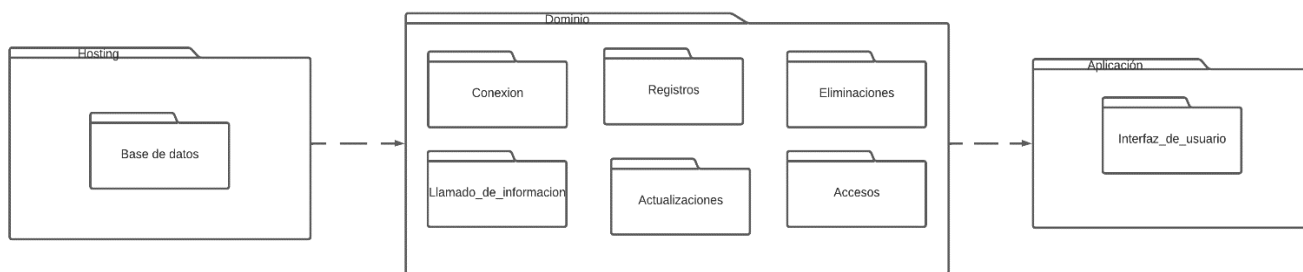 Hosting
Base de datos
Dominio
Conexion
Registros
Eliminaciones
Llamado_de_informacion
Actualizaciones
Accesos
Aplicación
Interfaz_de_usuario